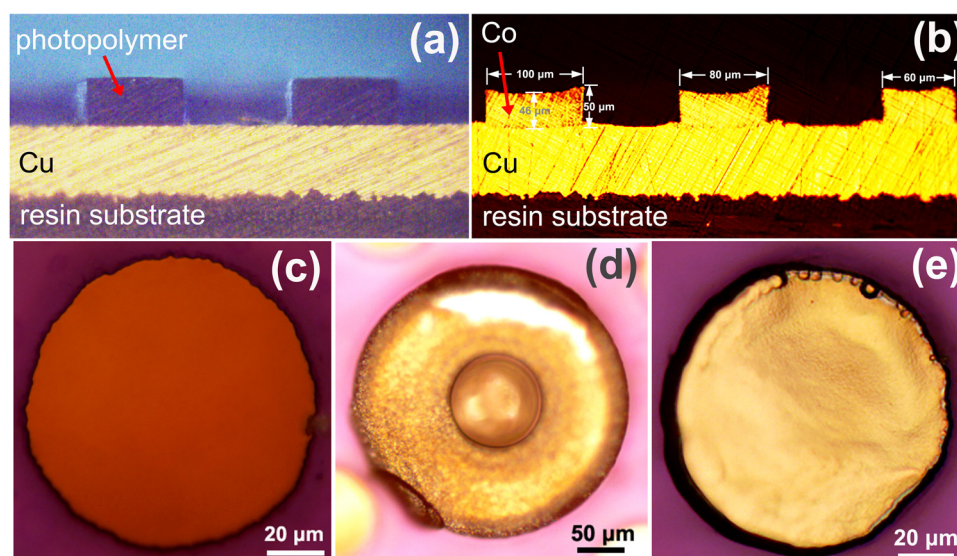 photopolymer
(a)
Cu
resin substrate
Co
(b)
100 µm
46 µm
50 µm
80 µm
60 µm
Cu
resin substrate
(c)
20 µm
(d)
50 µm
(e)
20 µm